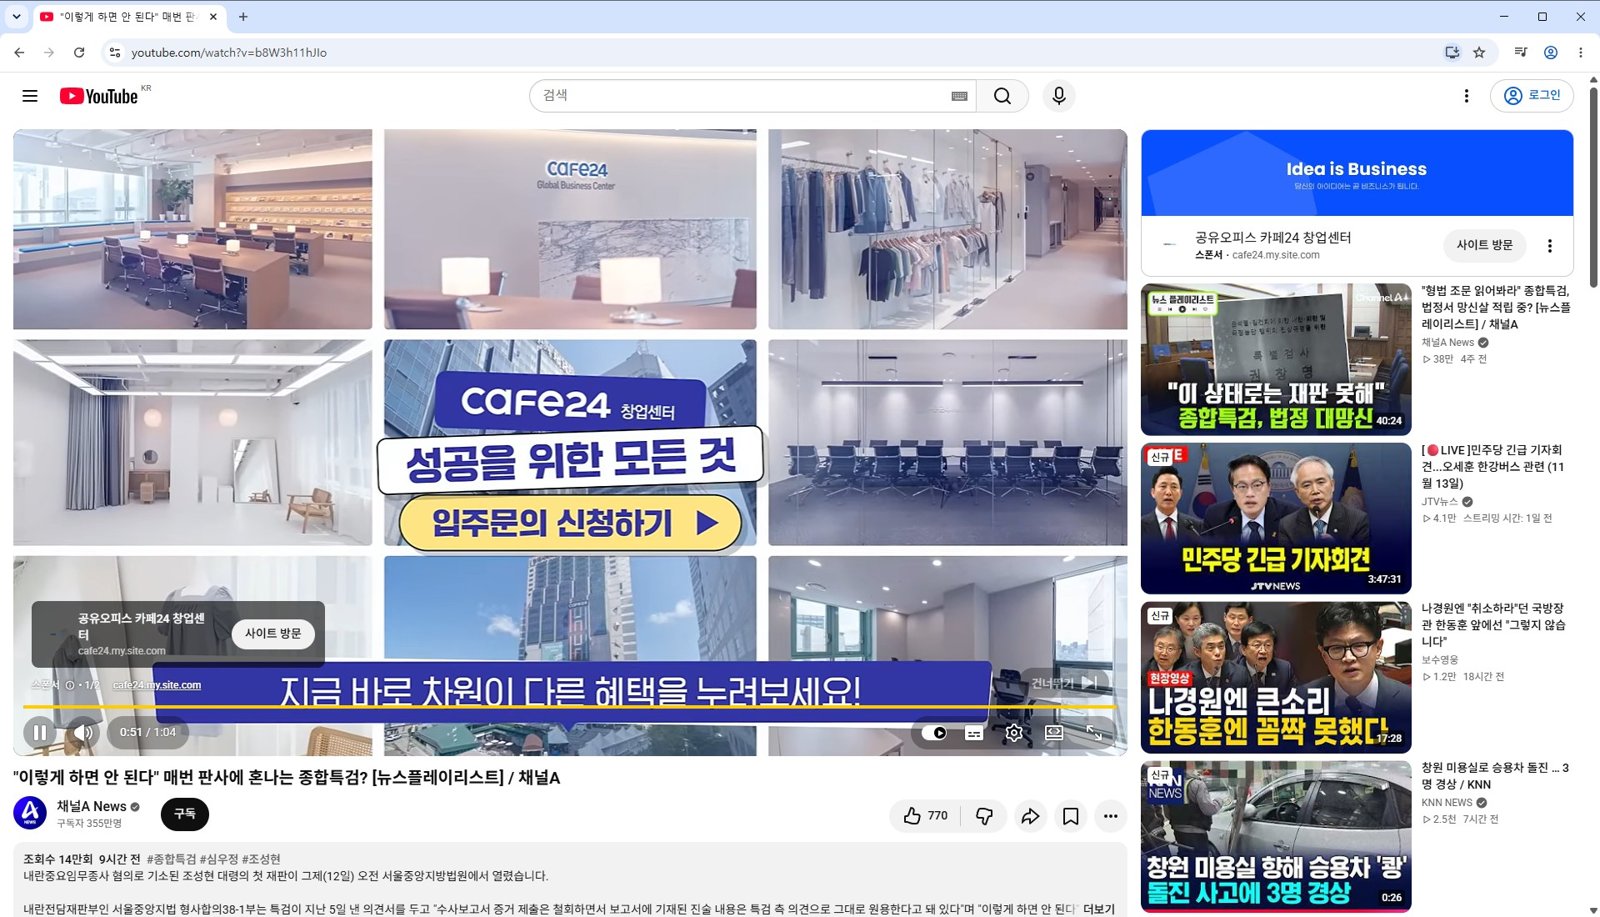 "이렇게 하면 안 된다" 매번 판사
youtube.com/watch?v=b8W3h11hJIo
YouTube KR
검색
로그인
cafe24
Global Business Center
cafe24 창업센터
성공을 위한 모든 것
입주문의 신청하기
공유오피스 카페24 창업센
터
cafe24.my.site.com
사이트 방문
스폰서 · 1/2 cafe24.my.site.com
지금 바로 차원이 다른 혜택을 누려보세요!
건너뛰기
0:51 / 1:04
"이렇게 하면 안 된다" 매번 판사에 혼나는 종합특검? [뉴스플레이리스트] / 채널A
채널A News
구독자 355만명
구독
770
조회수 14만회 9시간 전 #종합특검 #심우정 #조성현
내란중요임무종사 혐의로 기소된 조성현 대령의 첫 재판이 그제(12일) 오전 서울중앙지방법원에서 열렸습니다.
내란전담재판부인 서울중앙지법 형사합의38-1부는 특검이 지난 5일 낸 의견서를 두고 "수사보고서 증거 제출은 철회하면서 보고서에 기재된 진술 내용은 특검 측 의견으로 그대로 원용한다고 돼 있다"며 "이렇게 하면 안 된다" 더보기
Idea is Business
당신의 아이디어는 곧 비즈니스가 됩니다.
공유오피스 카페24 창업센터
스폰서 · cafe24.my.site.com
사이트 방문
뉴스 플레이리스트
Channel A
특별검사
권창영
"이 상태로는 재판 못해"
종합특검, 법정 대망신
40:24
"형법 조문 읽어봐라" 종합특검,
법정서 망신살 적립 중? [뉴스플
레이리스트] / 채널A
채널A News
38만 4주 전
신규
민주당 긴급 기자회견
JTV NEWS
3:47:31
[🔴LIVE]민주당 긴급 기자회
견...오세훈 한강버스 관련 (11
월 13일)
JTV뉴스
4.1만 스트리밍 시간: 1일 전
신규
현장영상
나경원엔 큰소리
한동훈엔 꼼짝 못했다
17:28
나경원엔 "취소하라"던 국방장
관 한동훈 앞에선 "그렇지 않습
니다"
보수영웅
1.2만 18시간 전
신규
KNN
NEWS
창원 미용실 향해 승용차 '쾅'
돌진 사고에 3명 경상
0:26
창원 미용실로 승용차 돌진 ... 3
명 경상 / KNN
KNN NEWS
2.5천 7시간 전